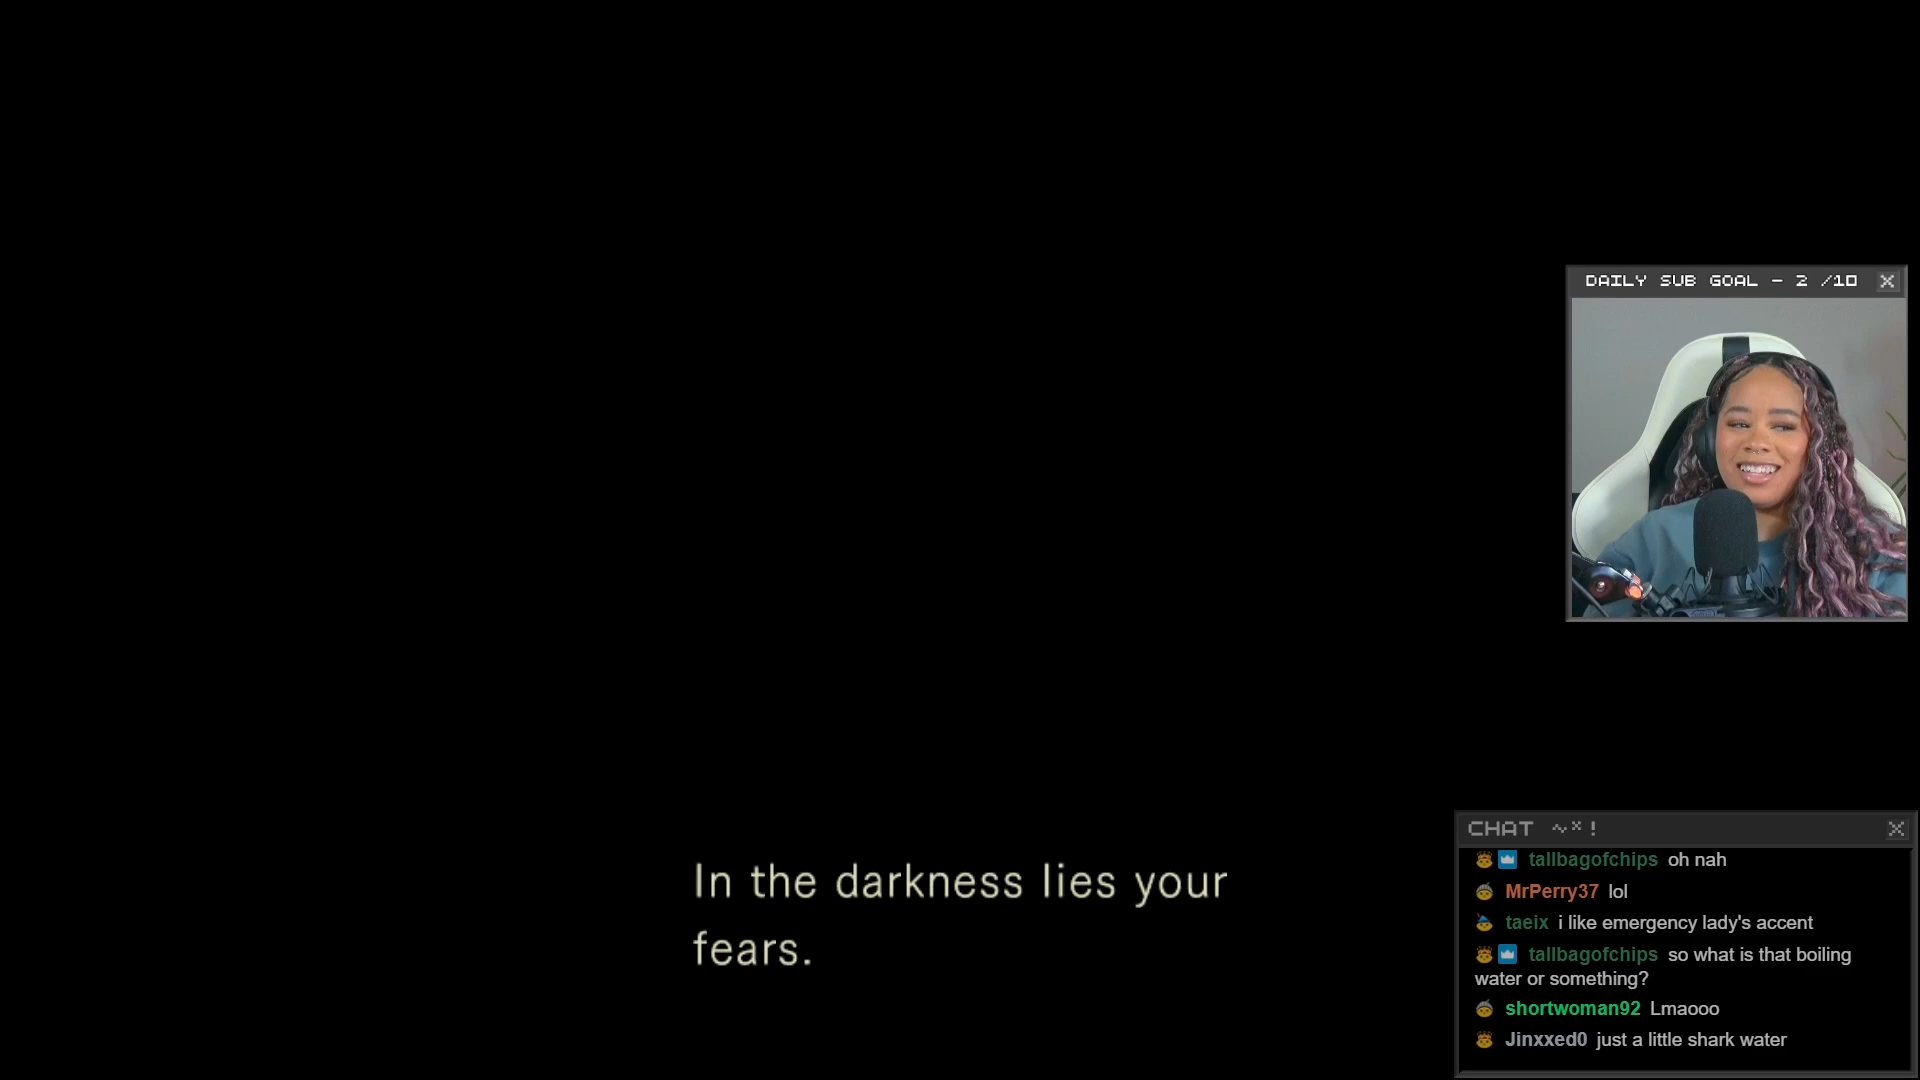 DAILY SUB GOAL - 2 /10
In the darkness lies your
fears.
CHAT ~* !
tallbagofchips oh nah
MrPerry37 lol
taeix i like emergency lady's accent
tallbagofchips so what is that boiling
water or something?
shortwoman92 Lmaooo
Jinxxed0 just a little shark water